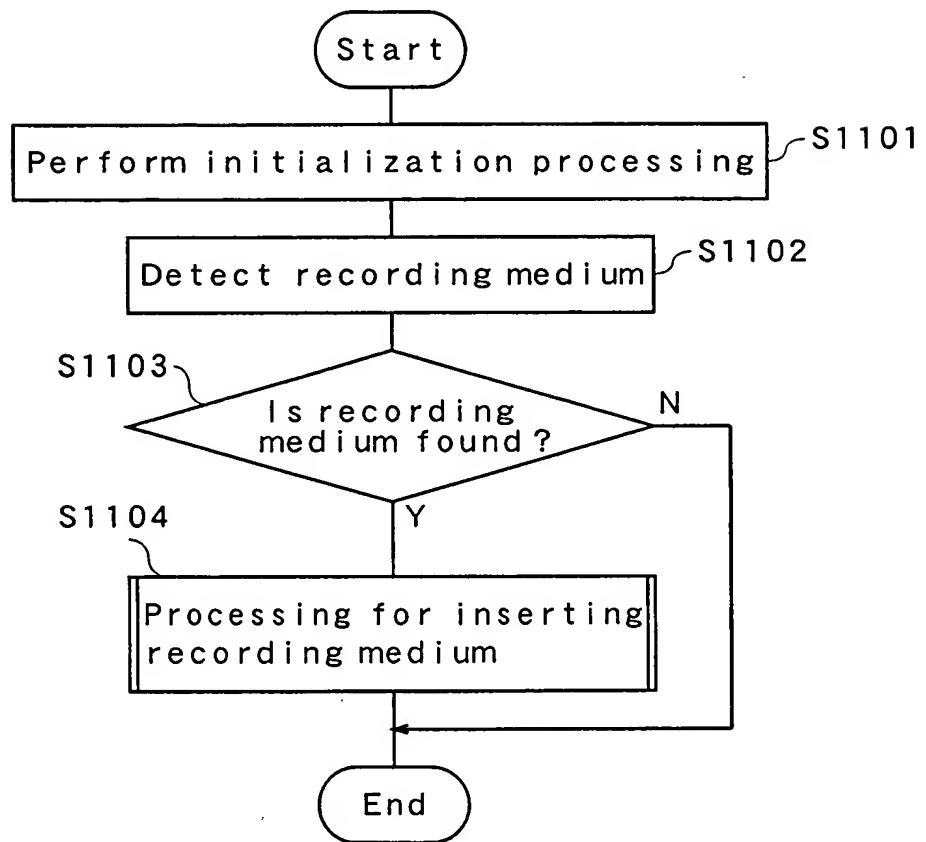 Start
Perform initialization processing
S1101
Detect recording medium
S1102
S1103
Is recording
medium found?
N
Y
S1104
Processing for inserting
recording medium
End